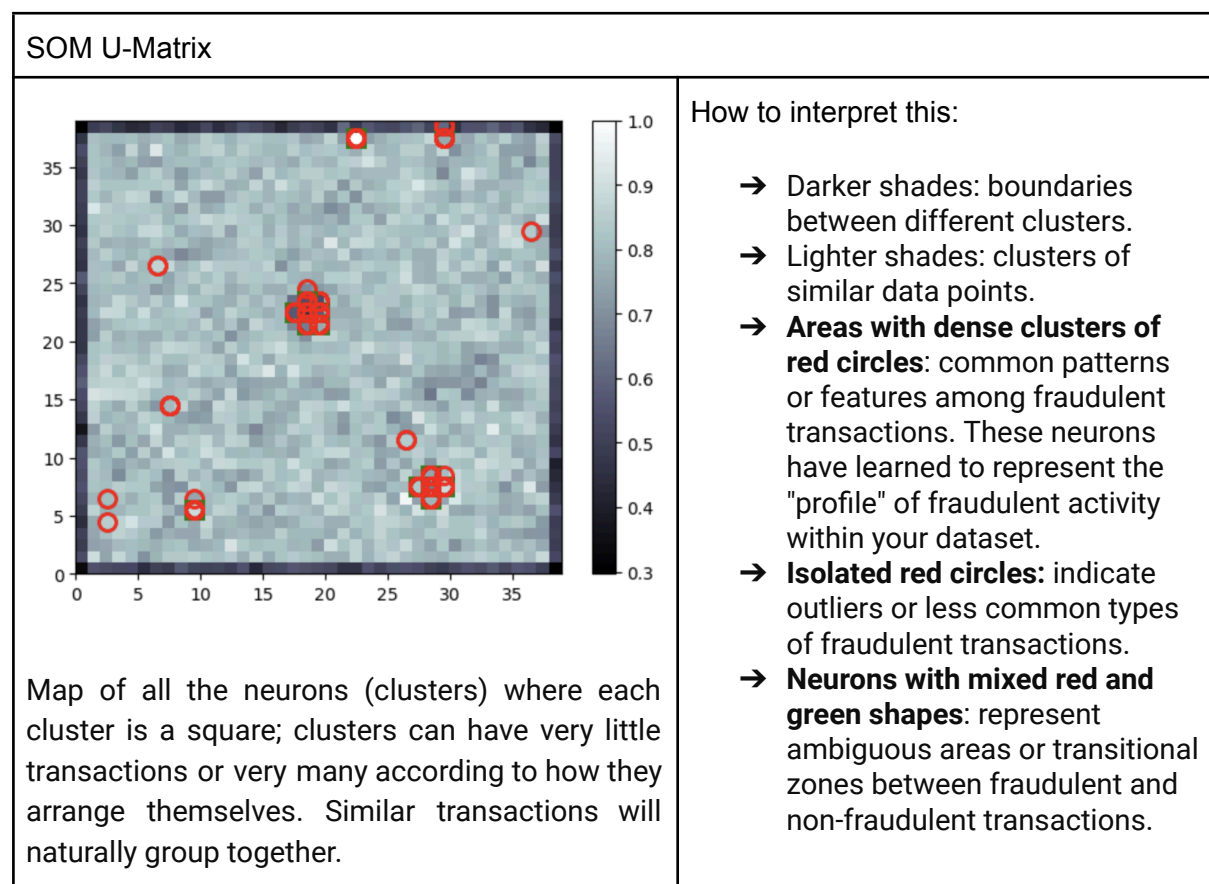 SOM U-Matrix
35
30
25
20
15
10
5
0
0 5 10 15 20 25 30 35
1.0
0.9
0.8
0.7
0.6
0.5
0.4
0.3
Map of all the neurons (clusters) where each
cluster is a square; clusters can have very little
transactions or very many according to how they
arrange themselves. Similar transactions will
naturally group together.
How to interpret this:
➔ Darker shades: boundaries
between different clusters.
➔ Lighter shades: clusters of
similar data points.
➔ Areas with dense clusters of
red circles: common patterns
or features among fraudulent
transactions. These neurons
have learned to represent the
"profile" of fraudulent activity
within your dataset.
➔ Isolated red circles: indicate
outliers or less common types
of fraudulent transactions.
➔ Neurons with mixed red and
green shapes: represent
ambiguous areas or transitional
zones between fraudulent and
non-fraudulent transactions.